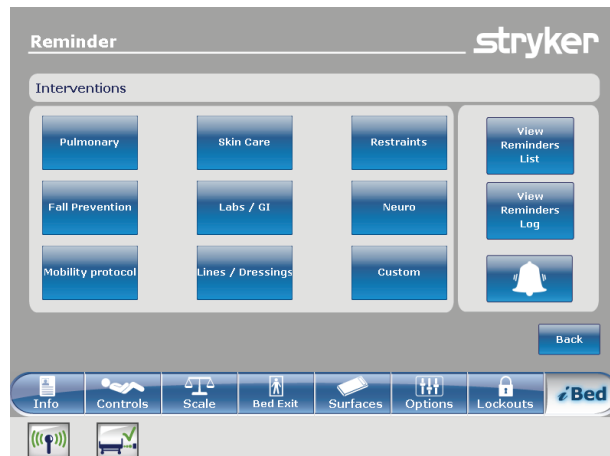 Reminder
stryker
Interventions
Pulmonary
Skin Care
Restraints
View
Reminders
List
Fall Prevention
Labs / GI
Neuro
View
Reminders
Log
Mobility protocol
Lines / Dressings
Custom
Back
Info
Controls
Scale
Bed Exit
Surfaces
Options
Lockouts
iBed